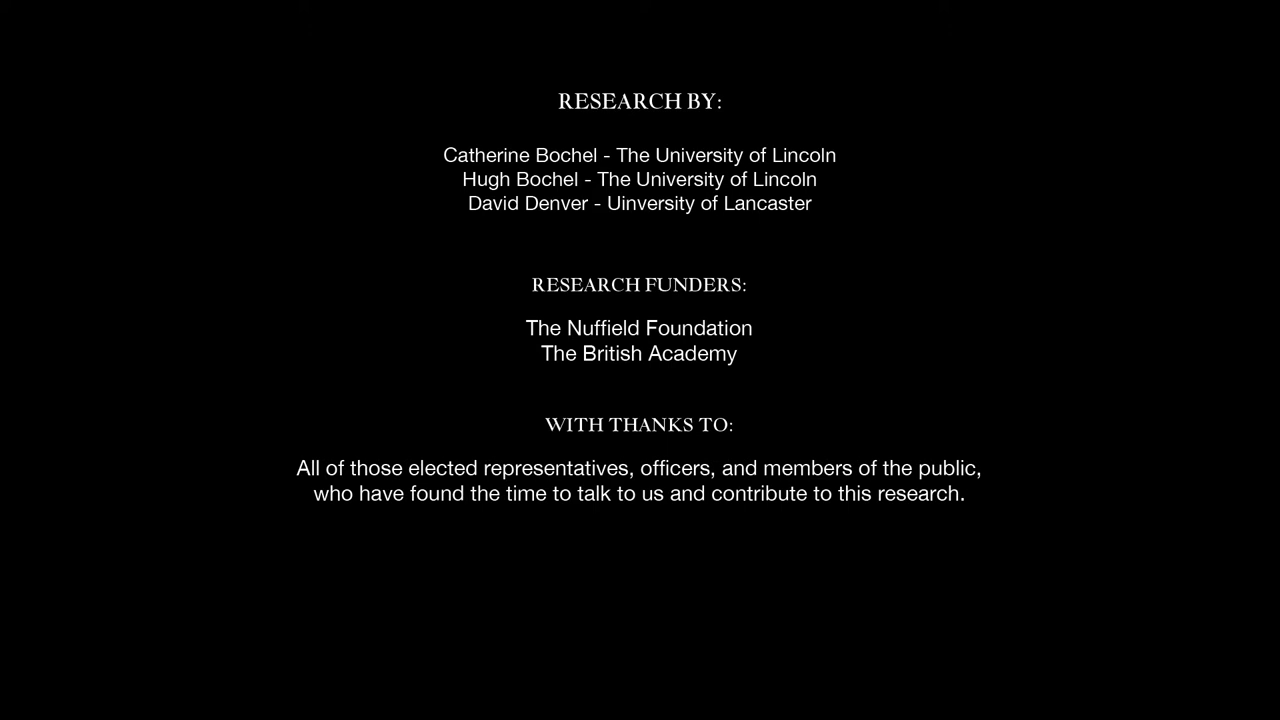 RESEARCH BY:
Catherine Bochel - The University of Lincoln
Hugh Bochel - The University of Lincoln
David Denver - Uinversity of Lancaster
RESEARCH FUNDERS:
The Nuffield Foundation
The British Academy
WITH THANKS TO:
All of those elected representatives, officers, and members of the public,
who have found the time to talk to us and contribute to this research.